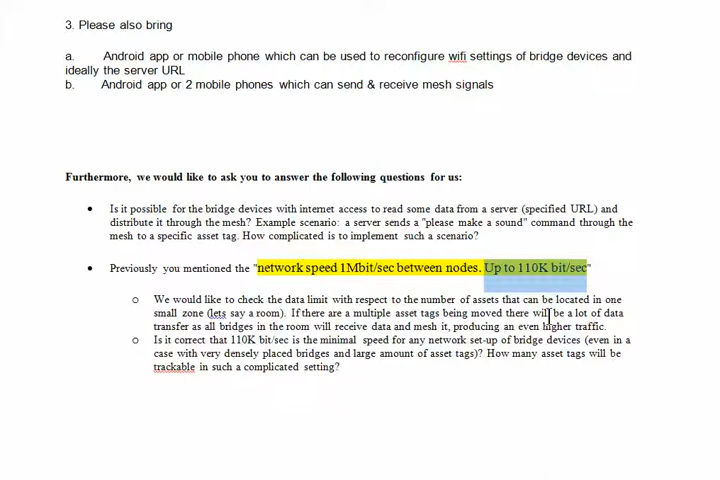 3. Please also bring
a. Android app or mobile phone which can be used to reconfigure wifi settings of bridge devices and
ideally the server URL
b. Android app or 2 mobile phones which can send & receive mesh signals
Furthermore, we would like to ask you to answer the following questions for us:
• Is it possible for the bridge devices with internet access to read some data from a server (specified URL) and
distribute it through the mesh? Example scenario: a server sends a "please make a sound" command through the
mesh to a specific asset tag. How complicated is to implement such a scenario?
• Previously you mentioned the "network speed 1Mbit/sec between nodes. Up to 110K bit/sec"
o We would like to check the data limit with respect to the number of assets that can be located in one
small zone (lets say a room). If there are a multiple asset tags being moved there will be a lot of data
transfer as all bridges in the room will receive data and mesh it, producing an even higher traffic.
o Is it correct that 110K bit/sec is the minimal speed for any network set-up of bridge devices (even in a
case with very densely placed bridges and large amount of asset tags)? How many asset tags will be
trackable in such a complicated setting?